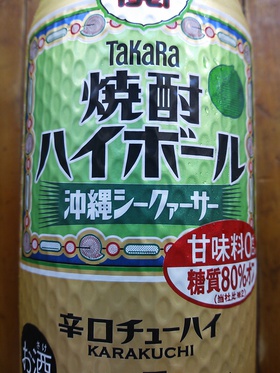 TaKaRa
焼酎
ハイボール
沖縄シークァーサー
甘味料0
糖質80%オフ
(当社比)
辛口チューハイ
KARAKUCHI
お酒